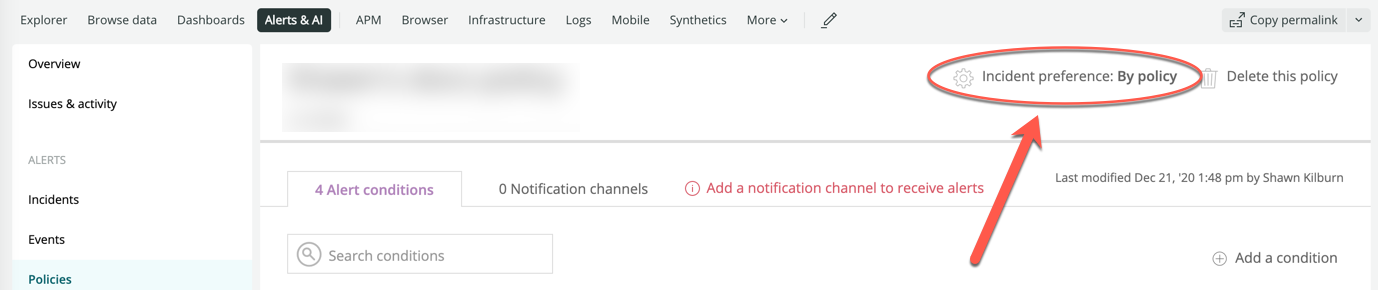 Explorer Browse data Dashboards Alerts & AI APM Browser Infrastructure Logs Mobile Synthetics More Copy permalink
Overview
Issues & activity
ALERTS
Incidents
Events
Policies
Incident preference: By policy Delete this policy
4 Alert conditions 0 Notification channels Add a notification channel to receive alerts Last modified Dec 21, '20 1:48 pm by Shawn Kilburn
Search conditions Add a condition